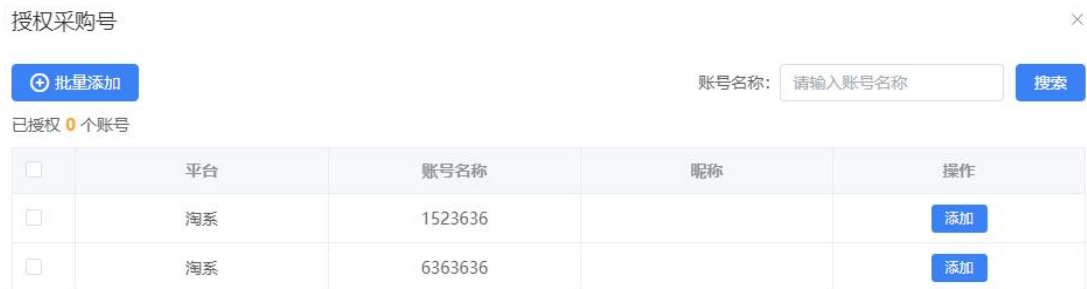 授权采购号
批量添加 账号名称： 请输入账号名称 搜索
已授权 0 个账号
平台 账号名称 昵称 操作
淘系 1523636 添加
淘系 6363636 添加